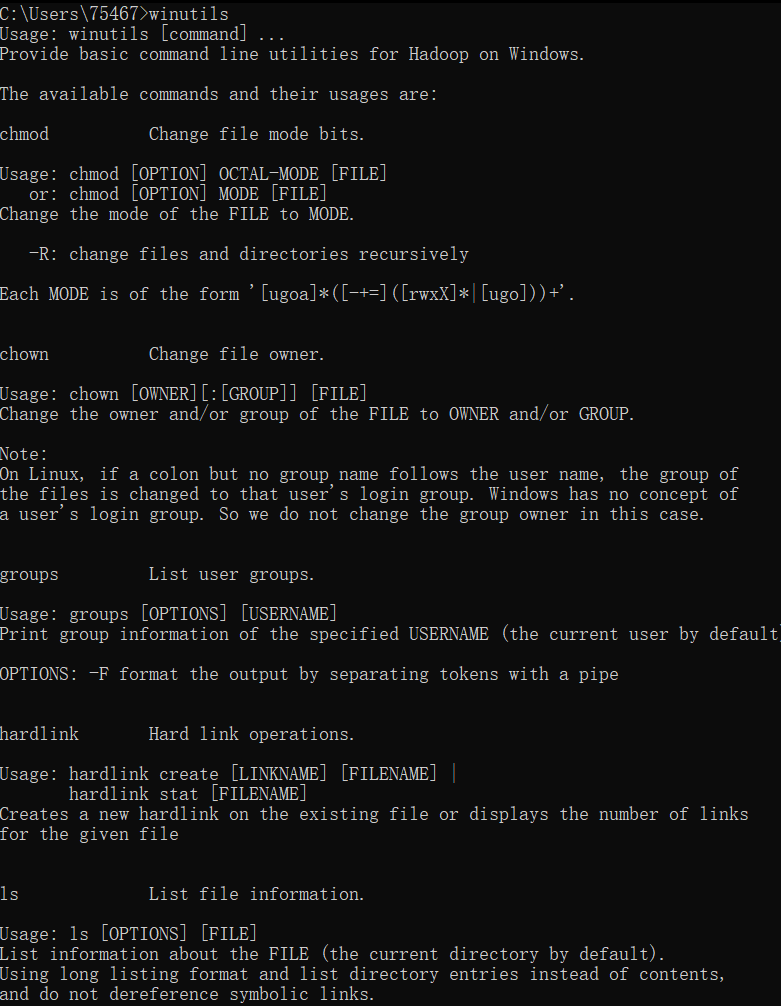 C:\Users\75467>winutils
Usage: winutils [command] ...
Provide basic command line utilities for Hadoop on Windows.
The available commands and their usages are:
chmod          Change file mode bits.
Usage: chmod [OPTION] OCTAL-MODE [FILE]
   or: chmod [OPTION] MODE [FILE]
Change the mode of the FILE to MODE.
   -R: change files and directories recursively
Each MODE is of the form '[ugoa]*([-+=]([rwxX]*|[ugo]))+'.
chown          Change file owner.
Usage: chown [OWNER][:[GROUP]] [FILE]
Change the owner and/or group of the FILE to OWNER and/or GROUP.
Note:
On Linux, if a colon but no group name follows the user name, the group of
the files is changed to that user's login group. Windows has no concept of
a user's login group. So we do not change the group owner in this case.
groups         List user groups.
Usage: groups [OPTIONS] [USERNAME]
Print group information of the specified USERNAME (the current user by default)
OPTIONS: -F format the output by separating tokens with a pipe
hardlink       Hard link operations.
Usage: hardlink create [LINKNAME] [FILENAME] |
       hardlink stat [FILENAME]
Creates a new hardlink on the existing file or displays the number of links
for the given file
ls             List file information.
Usage: ls [OPTIONS] [FILE]
List information about the FILE (the current directory by default).
Using long listing format and list directory entries instead of contents,
and do not dereference symbolic links.